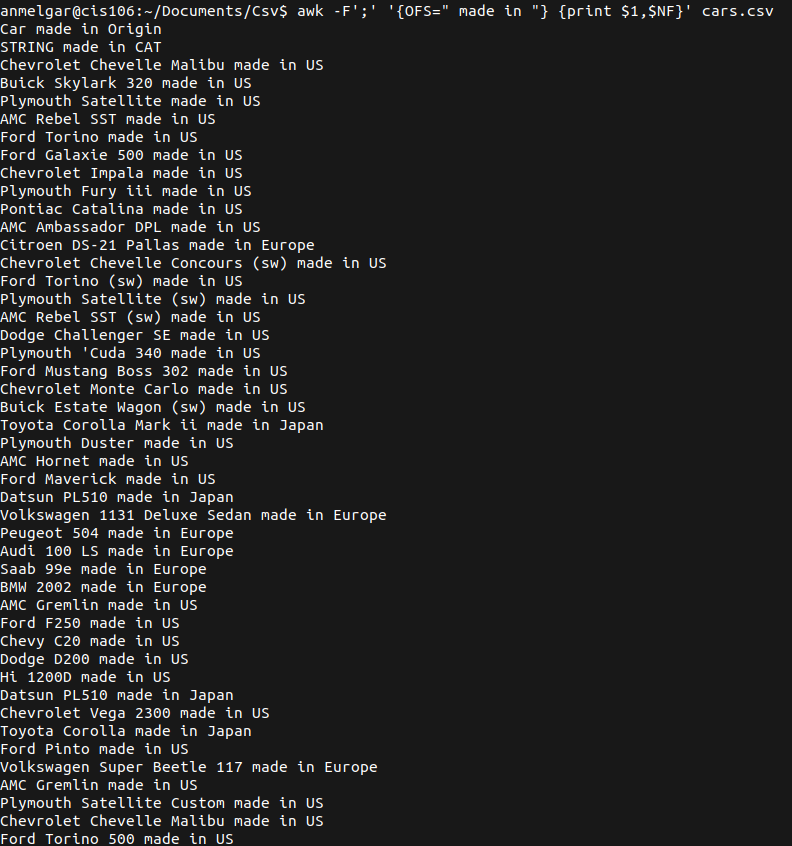 anmelgar@cis106:~/Documents/Csv$ awk -F';' '{OFS=" made in "} {print $1,$NF}' cars.csv
Car made in Origin
STRING made in CAT
Chevrolet Chevelle Malibu made in US
Buick Skylark 320 made in US
Plymouth Satellite made in US
AMC Rebel SST made in US
Ford Torino made in US
Ford Galaxie 500 made in US
Chevrolet Impala made in US
Plymouth Fury iii made in US
Pontiac Catalina made in US
AMC Ambassador DPL made in US
Citroen DS-21 Pallas made in Europe
Chevrolet Chevelle Concours (sw) made in US
Ford Torino (sw) made in US
Plymouth Satellite (sw) made in US
AMC Rebel SST (sw) made in US
Dodge Challenger SE made in US
Plymouth 'Cuda 340 made in US
Ford Mustang Boss 302 made in US
Chevrolet Monte Carlo made in US
Buick Estate Wagon (sw) made in US
Toyota Corolla Mark ii made in Japan
Plymouth Duster made in US
AMC Hornet made in US
Ford Maverick made in US
Datsun PL510 made in Japan
Volkswagen 1131 Deluxe Sedan made in Europe
Peugeot 504 made in Europe
Audi 100 LS made in Europe
Saab 99e made in Europe
BMW 2002 made in Europe
AMC Gremlin made in US
Ford F250 made in US
Chevy C20 made in US
Dodge D200 made in US
Hi 1200D made in US
Datsun PL510 made in Japan
Chevrolet Vega 2300 made in US
Toyota Corolla made in Japan
Ford Pinto made in US
Volkswagen Super Beetle 117 made in Europe
AMC Gremlin made in US
Plymouth Satellite Custom made in US
Chevrolet Chevelle Malibu made in US
Ford Torino 500 made in US